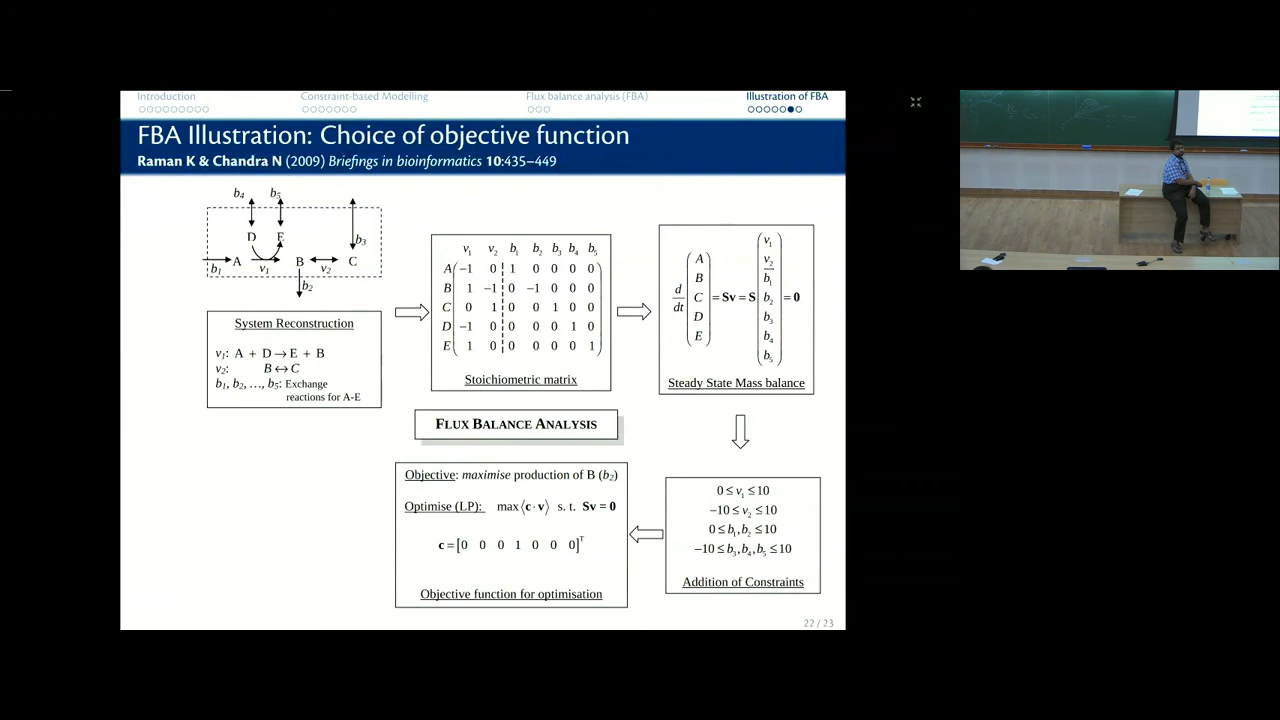 Introduction
Constraint-based Modelling
Flux balance analysis (FBA)
Illustration of FBA
FBA Illustration: Choice of objective function
Raman K & Chandra N (2009) Briefings in bioinformatics 10:435–449
b4 b5
D E b3
b1 A v1 B v2 C
b2
System Reconstruction
v1: A + D → E + B
v2: B ↔ C
b1, b2, ..., b5: Exchange
reactions for A-E
v1 v2 b1 b2 b3 b4 b5
A −1 0 1 0 0 0 0
B 1 −1 0 −1 0 0 0
C 0 1 0 0 1 0 0
D −1 0 0 0 0 1 0
E 1 0 0 0 0 0 1
Stoichiometric matrix
d/dt (A B C D E) = Sv = S (v1 v2 b1 b2 b3 b4 b5) = 0
Steady State Mass balance
FLUX BALANCE ANALYSIS
0 ≤ v1 ≤ 10
−10 ≤ v2 ≤ 10
0 ≤ b1, b2 ≤ 10
−10 ≤ b3, b4, b5 ≤ 10
Addition of Constraints
Objective: maximise production of B (b2)
Optimise (LP): max⟨c · v⟩ s. t. Sv = 0
c = [0 0 0 1 0 0 0]T
Objective function for optimisation
22 / 23